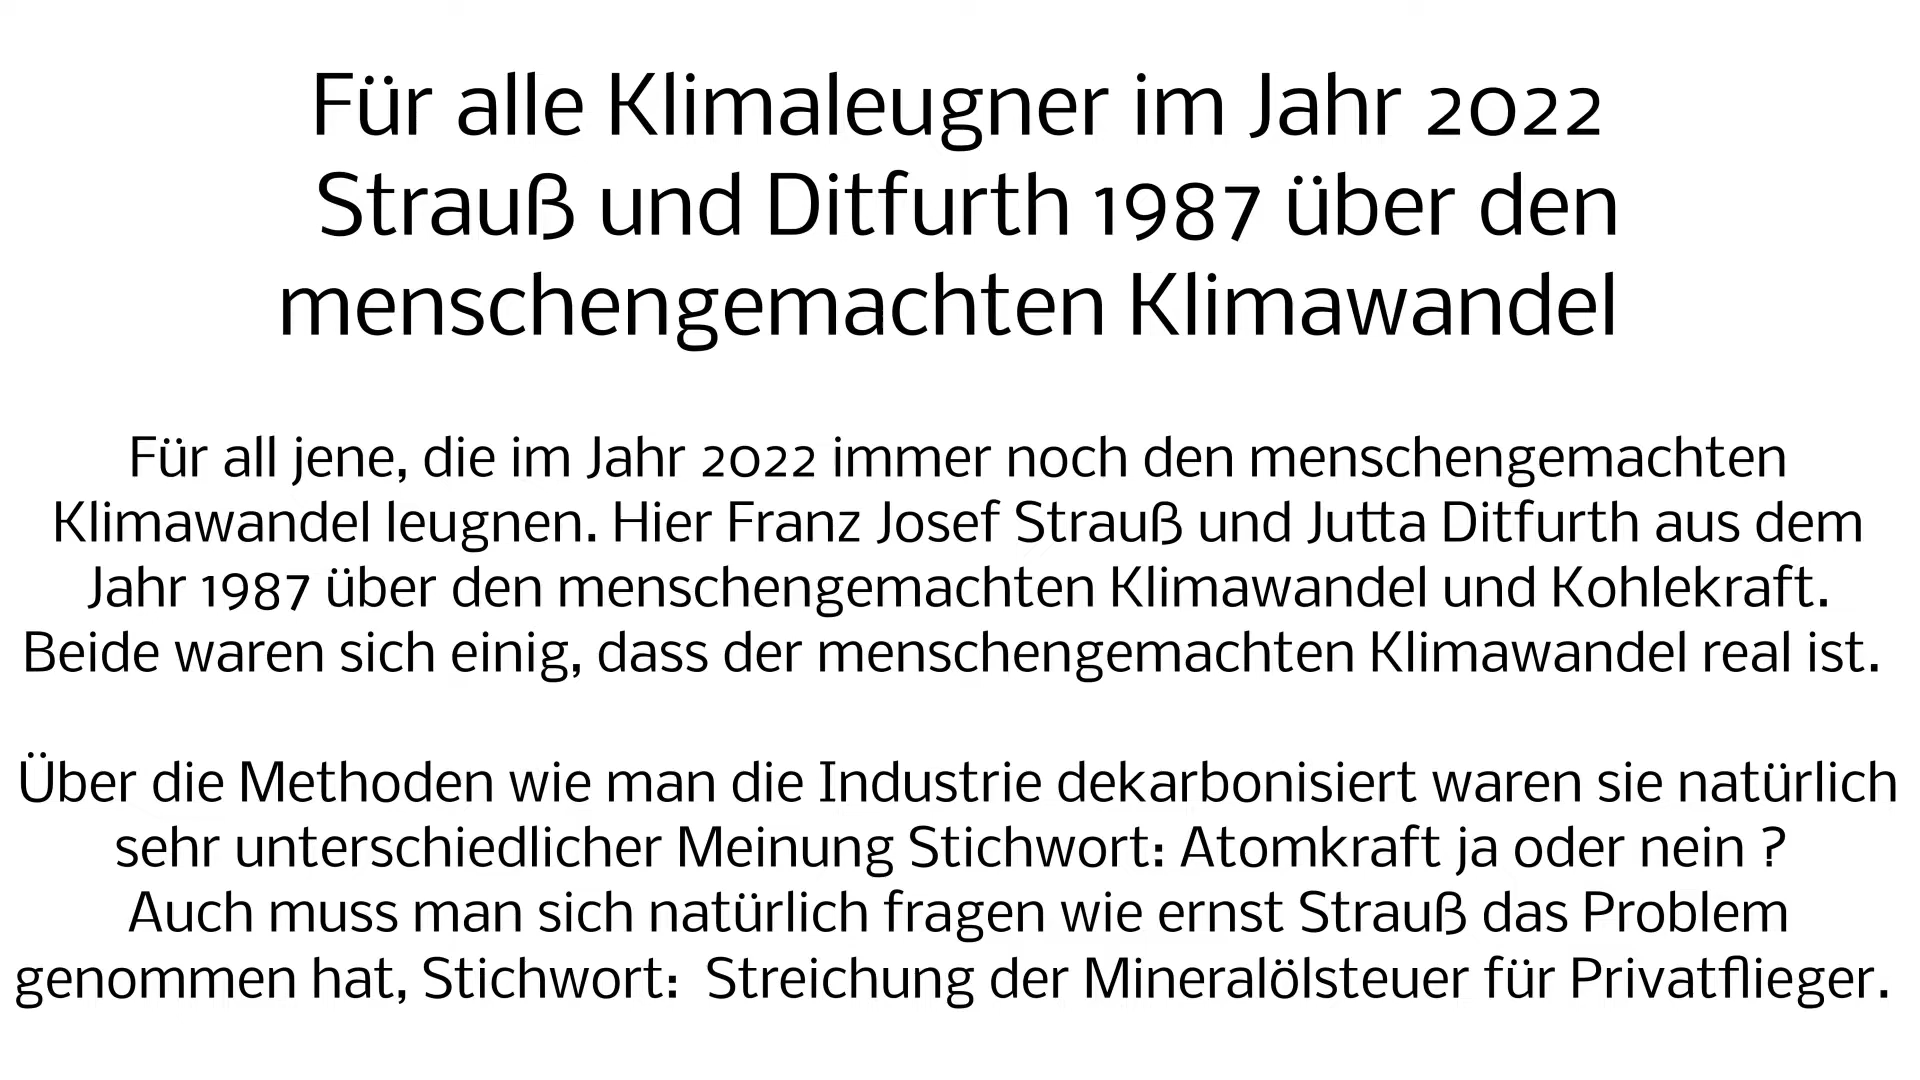 Für alle Klimaleugner im Jahr 2022
Strauß und Ditfurth 1987 über den
menschengemachten Klimawandel
Für all jene, die im Jahr 2022 immer noch den menschengemachten
Klimawandel leugnen. Hier Franz Josef Strauß und Jutta Ditfurth aus dem
Jahr 1987 über den menschengemachten Klimawandel und Kohlekraft.
Beide waren sich einig, dass der menschengemachten Klimawandel real ist.
Über die Methoden wie man die Industrie dekarbonisiert waren sie natürlich
sehr unterschiedlicher Meinung Stichwort: Atomkraft ja oder nein ?
Auch muss man sich natürlich fragen wie ernst Strauß das Problem
genommen hat, Stichwort:  Streichung der Mineralölsteuer für Privatflieger.